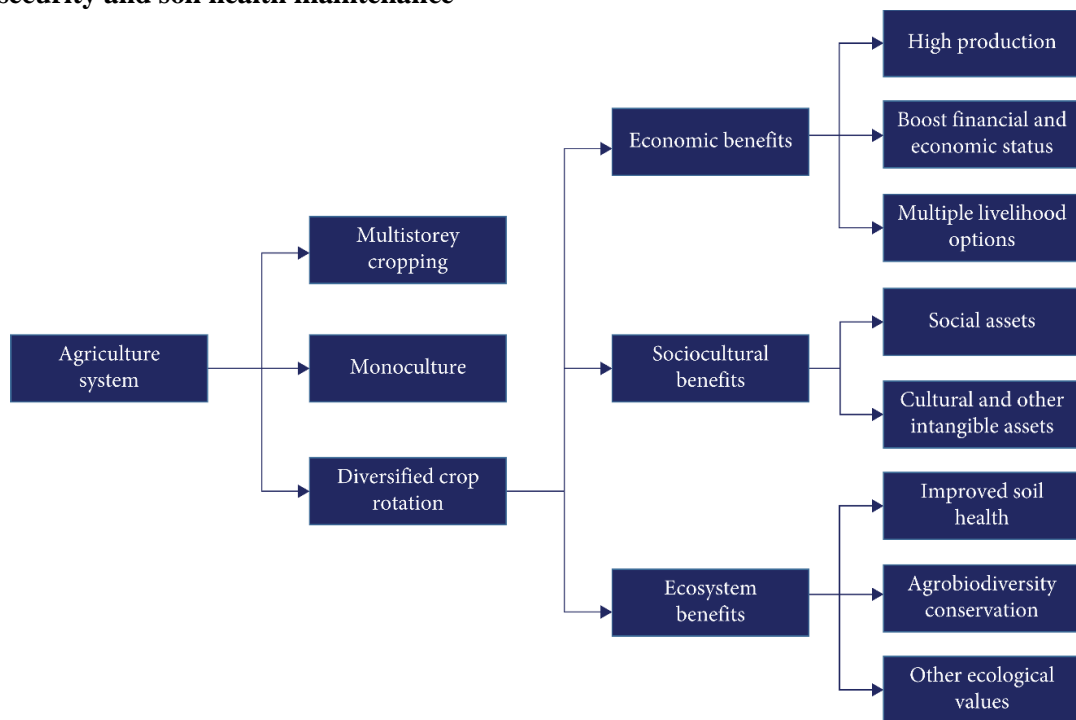 security and soil health maintenance
High production
Boost financial and
economic status
Economic benefits
Multiple livelihood
options
Multistorey
cropping
Social assets
Agriculture
system
Monoculture
Sociocultural
benefits
Cultural and other
intangible assets
Diversified crop
rotation
Improved soil
health
Ecosystem
benefits
Agrobiodiversity
conservation
Other ecological
values